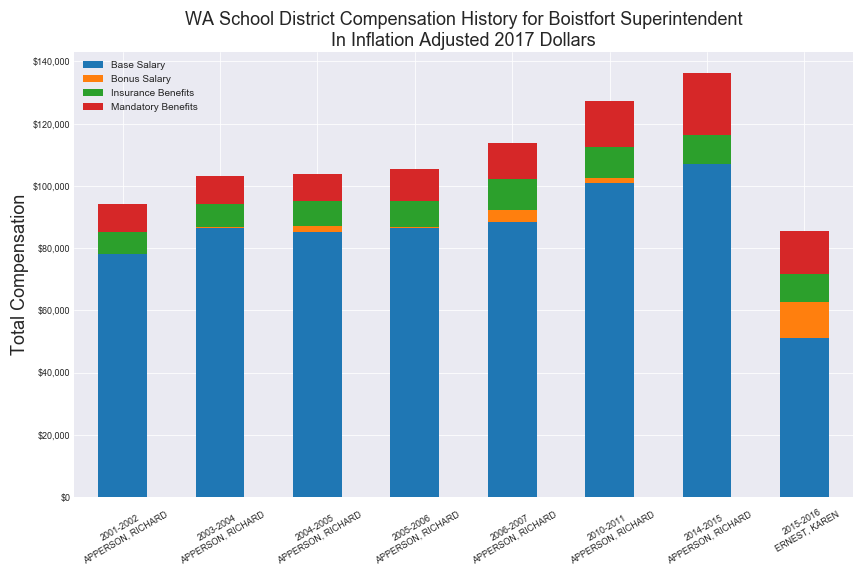 WA School District Compensation History for Boistfort Superintendent
In Inflation Adjusted 2017 Dollars
Base Salary
Bonus Salary
Insurance Benefits
Mandatory Benefits
Total Compensation
$140,000
$120,000
$100,000
$80,000
$60,000
$40,000
$20,000
$0
2001-2002
APPERSON, RICHARD
2003-2004
APPERSON, RICHARD
2004-2005
APPERSON, RICHARD
2005-2006
APPERSON, RICHARD
2006-2007
APPERSON, RICHARD
2010-2011
APPERSON, RICHARD
2014-2015
APPERSON, RICHARD
2015-2016
ERNEST, KAREN